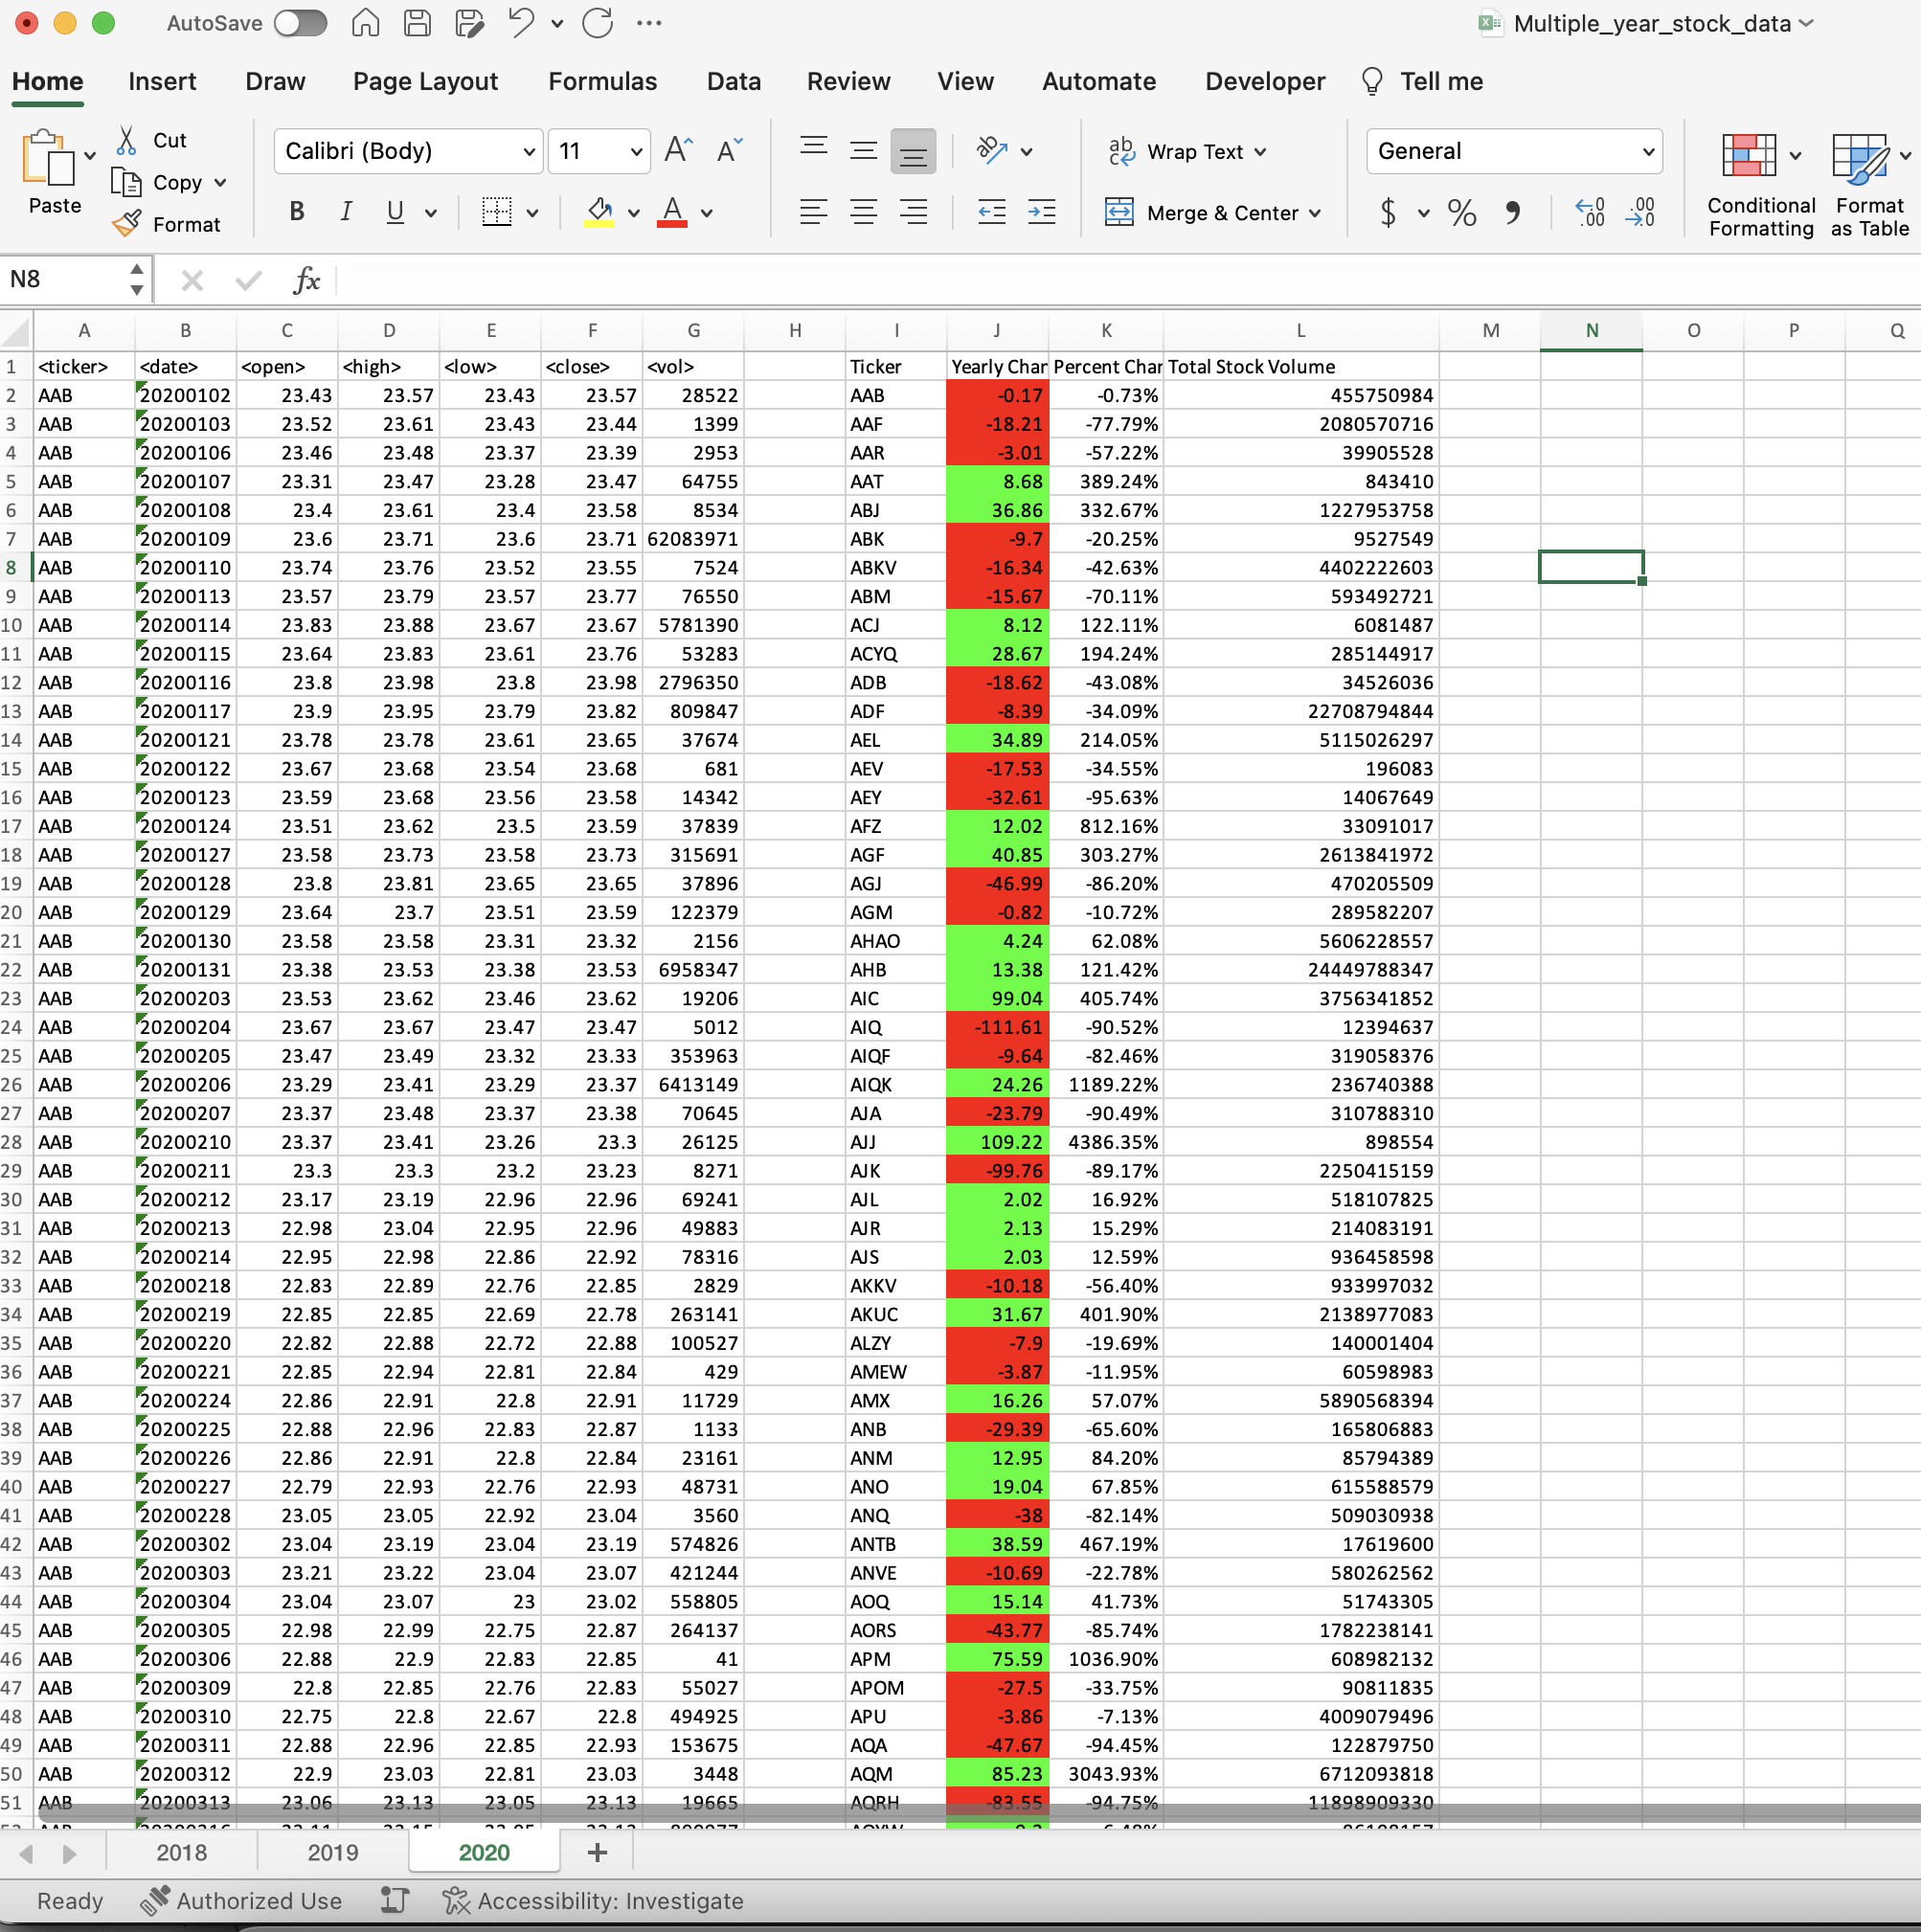 AutoSave Multiple_year_stock_data
Home Insert Draw Page Layout Formulas Data Review View Automate Developer Tell me
Paste Cut Copy Format
Calibri (Body) 11 A A
B I U A
ab c Wrap Text
Merge & Center
General
$ % 9 .00 .00
Conditional Formatting
Format as Table
N8 fx
A B C D E F G H I J K L M N O P Q
1 <ticker> <date> <open> <high> <low> <close> <vol> Ticker Yearly Char Percent Char Total Stock Volume
2 AAB 20200102 23.43 23.57 23.43 23.57 28522 AAB -0.17 -0.73% 455750984
3 AAB 20200103 23.52 23.61 23.43 23.44 1399 AAF -18.21 -77.79% 2080570716
4 AAB 20200106 23.46 23.48 23.37 23.39 2953 AAR -3.01 -57.22% 39905528
5 AAB 20200107 23.31 23.47 23.28 23.47 64755 AAT 8.68 389.24% 843410
6 AAB 20200108 23.4 23.61 23.4 23.58 8534 ABJ 36.86 332.67% 1227953758
7 AAB 20200109 23.6 23.71 23.6 23.71 62083971 ABK -9.7 -20.25% 9527549
8 AAB 20200110 23.74 23.76 23.52 23.55 7524 ABKV -16.34 -42.63% 4402222603
9 AAB 20200113 23.57 23.79 23.57 23.77 76550 ABM -15.67 -70.11% 593492721
10 AAB 20200114 23.83 23.88 23.67 23.67 5781390 ACJ 8.12 122.11% 6081487
11 AAB 20200115 23.64 23.83 23.61 23.76 53283 ACYQ 28.67 194.24% 285144917
12 AAB 20200116 23.8 23.98 23.8 23.98 2796350 ADB -18.62 -43.08% 34526036
13 AAB 20200117 23.9 23.95 23.79 23.82 809847 ADF -8.39 -34.09% 22708794844
14 AAB 20200121 23.78 23.78 23.61 23.65 37674 AEL 34.89 214.05% 5115026297
15 AAB 20200122 23.67 23.68 23.54 23.68 681 AEV -17.53 -34.55% 196083
16 AAB 20200123 23.59 23.68 23.56 23.58 14342 AEY -32.61 -95.63% 14067649
17 AAB 20200124 23.51 23.62 23.5 23.59 37839 AFZ 12.02 812.16% 33091017
18 AAB 20200127 23.58 23.73 23.58 23.73 315691 AGF 40.85 303.27% 2613841972
19 AAB 20200128 23.8 23.81 23.65 23.65 37896 AGJ -46.99 -86.20% 470205509
20 AAB 20200129 23.64 23.7 23.51 23.59 122379 AGM -0.82 -10.72% 289582207
21 AAB 20200130 23.58 23.58 23.31 23.32 2156 AHAO 4.24 62.08% 5606228557
22 AAB 20200131 23.38 23.53 23.38 23.53 6958347 AHB 13.38 121.42% 24449788347
23 AAB 20200203 23.53 23.62 23.46 23.62 19206 AIC 99.04 405.74% 3756341852
24 AAB 20200204 23.67 23.67 23.47 23.47 5012 AIQ -111.61 -90.52% 12394637
25 AAB 20200205 23.47 23.49 23.32 23.33 353963 AIQF -9.64 -82.46% 319058376
26 AAB 20200206 23.29 23.41 23.29 23.37 6413149 AIQK 24.26 1189.22% 236740388
27 AAB 20200207 23.37 23.48 23.37 23.38 70645 AJA -23.79 -90.49% 310788310
28 AAB 20200210 23.37 23.41 23.26 23.3 26125 AJJ 109.22 4386.35% 898554
29 AAB 20200211 23.3 23.3 23.2 23.23 8271 AJK -99.76 -89.17% 2250415159
30 AAB 20200212 23.17 23.19 22.96 22.96 69241 AJL 2.02 16.92% 518107825
31 AAB 20200213 22.98 23.04 22.95 22.96 49883 AJR 2.13 15.29% 214083191
32 AAB 20200214 22.95 22.98 22.86 22.92 78316 AJS 2.03 12.59% 936458598
33 AAB 20200218 22.83 22.89 22.76 22.85 2829 AKKV -10.18 -56.40% 933997032
34 AAB 20200219 22.85 22.85 22.69 22.78 263141 AKUC 31.67 401.90% 2138977083
35 AAB 20200220 22.82 22.88 22.72 22.88 100527 ALZY -7.9 -19.69% 140001404
36 AAB 20200221 22.85 22.94 22.81 22.84 429 AMEW -3.87 -11.95% 60598983
37 AAB 20200224 22.86 22.91 22.8 22.91 11729 AMX 16.26 57.07% 5890568394
38 AAB 20200225 22.88 22.96 22.83 22.87 1133 ANB -29.39 -65.60% 165806883
39 AAB 20200226 22.86 22.91 22.8 22.84 23161 ANM 12.95 84.20% 85794389
40 AAB 20200227 22.79 22.93 22.76 22.93 48731 ANO 19.04 67.85% 615588579
41 AAB 20200228 23.05 23.05 22.92 23.04 3560 ANQ -38 -82.14% 509030938
42 AAB 20200302 23.04 23.19 23.04 23.19 574826 ANTB 38.59 467.19% 17619600
43 AAB 20200303 23.21 23.22 23.04 23.07 421244 ANVE -10.69 -22.78% 580262562
44 AAB 20200304 23.04 23.07 23 23.02 558805 AOQ 15.14 41.73% 51743305
45 AAB 20200305 22.98 22.99 22.75 22.87 264137 AORS -43.77 -85.74% 1782238141
46 AAB 20200306 22.88 22.9 22.83 22.85 41 APM 75.59 1036.90% 608982132
47 AAB 20200309 22.8 22.85 22.76 22.83 55027 APOM -27.5 -33.75% 90811835
48 AAB 20200310 22.75 22.8 22.67 22.8 494925 APU -3.86 -7.13% 4009079496
49 AAB 20200311 22.88 22.96 22.85 22.93 153675 AQA -47.67 -94.45% 122879750
50 AAB 20200312 22.9 23.03 22.81 23.03 3448 AQM 85.23 3043.93% 6712093818
51 AAB 20200313 23.06 23.13 23.05 23.13 19665 AQRH -83.55 -94.75% 11898909330
2018 2019 2020 +
Ready Authorized Use Accessibility: Investigate